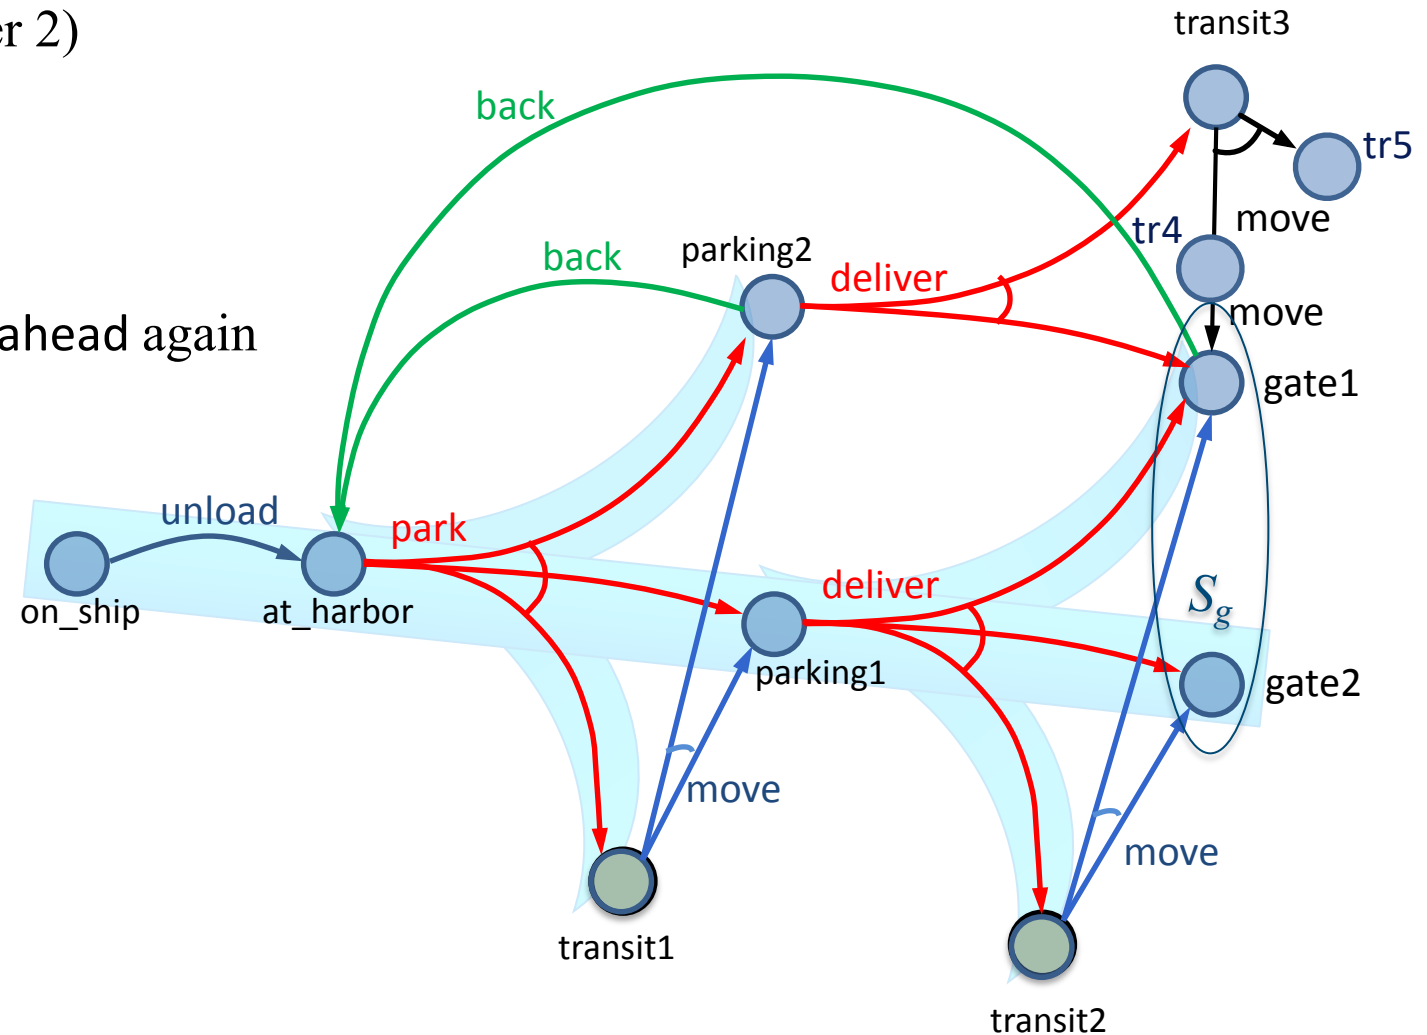 er 2)
transit3
back
tr5
tr4
move
parking2
back
deliver
move
ahead again
gate1
unload
park
deliver
S_g
on_ship
at_harbor
parking1
gate2
move
move
transit1
transit2